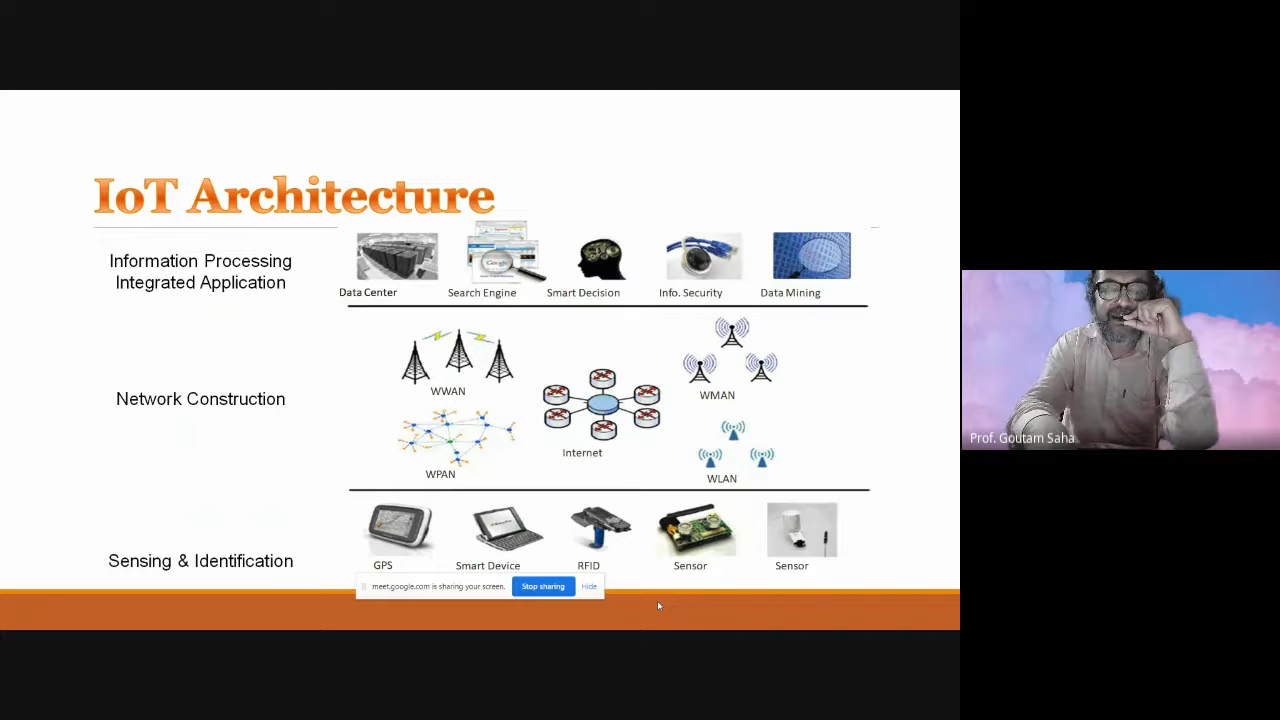 IoT Architecture
Information Processing
Integrated Application
Data Center
Search Engine
Smart Decision
Info. Security
Data Mining
Network Construction
WWAN
WMAN
WPAN
Internet
WLAN
Sensing & Identification
GPS
Smart Device
RFID
Sensor
Sensor
meet.google.com is sharing your screen.
Stop sharing
Hide
Prof. Goutam Saha
Google